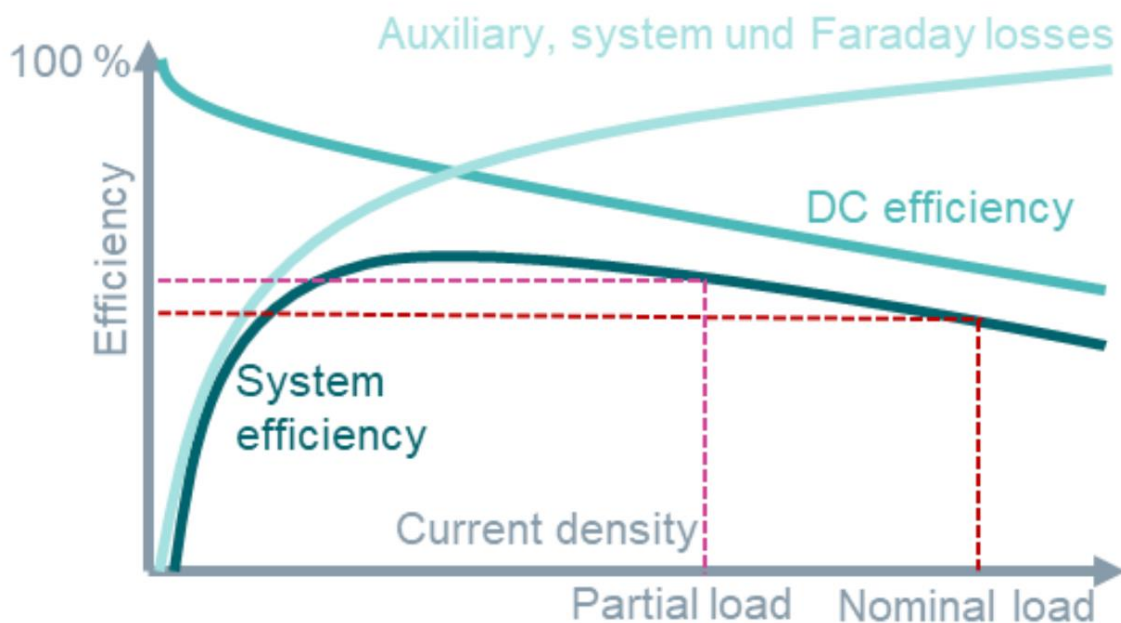 Auxiliary, system und Faraday losses
100 %
Efficiency
DC efficiency
System
efficiency
Current density
Partial load
Nominal load